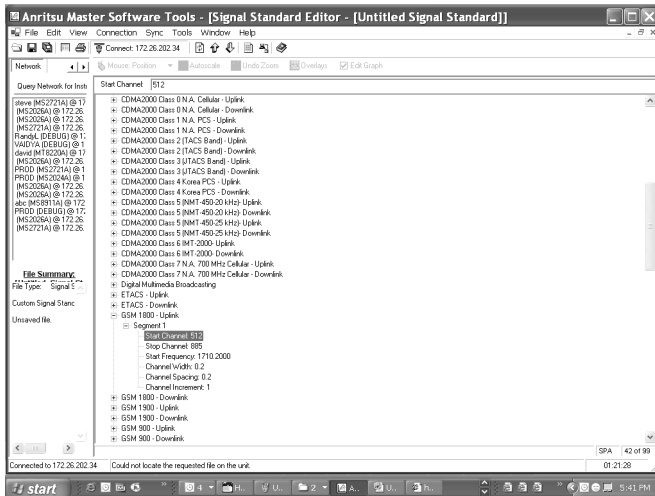 Anritsu Master Software Tools - [Signal Standard Editor - [Untitled Signal Standard]]
File Edit View Connection Sync Tools Window Help
Connect: 172.26.202.34
Network
Mouse: Position Autoscale Undo Zoom Overlays Edit Graph
Query Network for Instr
Start Channel: 512
steve (MS2721A) @ 17
(MS2026A) @ 172.26.
(MS2026A) @ 172.26.
(MS2721A) @ 172.26.
RandyL (DEBUG) @ 17
VAIDYA (DEBUG) @ 1
david (MT8220A) @ 17
(MS2026A) @ 172.26.
PROD (MS2721A) @ 1
PROD (MS2024A) @ 1
(MS2026A) @ 172.26.
(MS2026A) @ 172.26.
abc (MS8911A) @ 172
PROD (DEBUG) @ 172
(MS2026A) @ 172.26.
(MS2721A) @ 172.26.
CDMA2000 Class 0 N.A. Cellular - Uplink
CDMA2000 Class 0 N.A. Cellular - Downlink
CDMA2000 Class 1 N.A. PCS - Uplink
CDMA2000 Class 1 N.A. PCS - Downlink
CDMA2000 Class 2 (TACS Band) - Uplink
CDMA2000 Class 2 (TACS Band) - Downlink
CDMA2000 Class 3 (JTACS Band) - Uplink
CDMA2000 Class 3 (JTACS Band) - Downlink
CDMA2000 Class 4 Korea PCS - Uplink
CDMA2000 Class 4 Korea PCS - Downlink
CDMA2000 Class 5 (NMT-450-20 kHz)- Uplink
CDMA2000 Class 5 (NMT-450-20 kHz)- Downlink
CDMA2000 Class 5 (NMT-450-25 kHz)- Uplink
CDMA2000 Class 5 (NMT-450-25 kHz)- Downlink
CDMA2000 Class 6 IMT-2000- Uplink
CDMA2000 Class 6 IMT-2000- Downlink
CDMA2000 Class 7 N.A. 700 MHz Cellular - Uplink
CDMA2000 Class 7 N.A. 700 MHz Cellular - Downlink
Digital Multimedia Broadcasting
ETACS - Uplink
ETACS - Downlink
GSM 1800 - Uplink
Segment 1
Start Channel: 512
Stop Channel: 885
Start Frequency: 1710.2000
Channel Width: 0.2
Channel Spacing: 0.2
Channel Increment: 1
GSM 1800 - Downlink
GSM 1900 - Uplink
GSM 1900 - Downlink
GSM 900 - Uplink
GSM 900 - Downlink
File Summary:
File Type: Signal S
Custom Signal Stanc
Unsaved file.
SPA 42 of 99
Connected to 172.26.202.34 Could not locate the requested file on the unit. 01:21:28
start 4 H.. U.. 2 A.. U.. h.. 5:41 PM